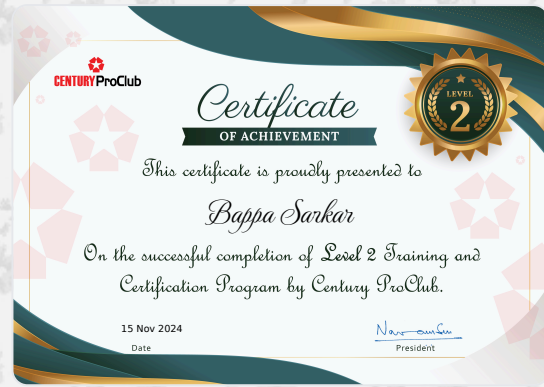 CENTURY ProClub
Certificate
OF ACHIEVEMENT
LEVEL
2
This certificate is proudly presented to
Bappa Sarkar
On the successful completion of Level 2 Training and
Certification Program by Century ProClub.
15 Nov 2024
Date
President